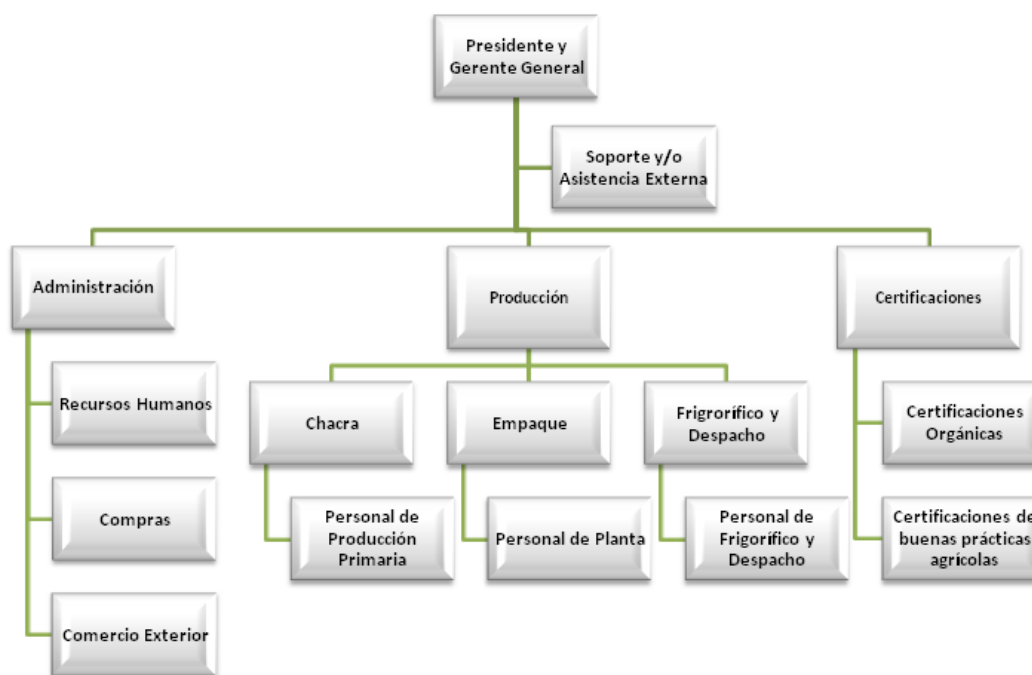 Presidente y
Gerente General
Soporte y/o
Asistencia Externa
Administración
Producción
Certificaciones
Recursos Humanos
Compras
Comercio Exterior
Chacra
Empaque
Frigrorífico y
Despacho
Personal de
Producción
Primaria
Personal de Planta
Personal de
Frigorífico y
Despacho
Certificaciones
Orgánicas
Certificaciones de
buenas prácticas
agrícolas